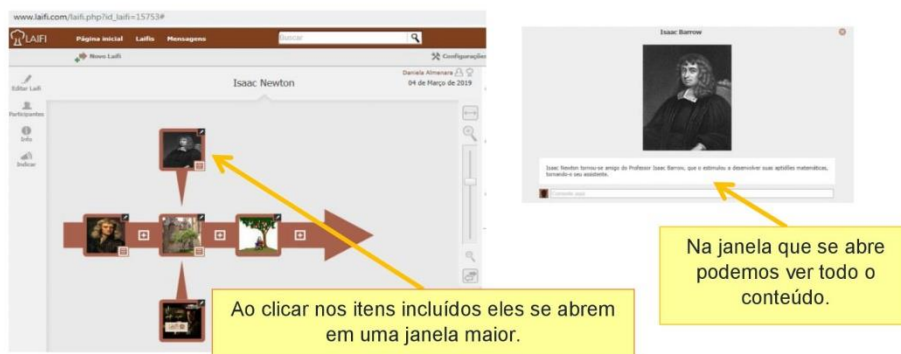 www.laifi.com/laifi.php?id_laifi=15753#
LAIFI
Página inicial Laifis Mensagens Buscar
Novo Laifi Configurações
Editar Laifi
Isaac Newton
Daniela Almenara
04 de Março de 2019
Participantes
Info
Indicar
Ao clicar nos itens incluídos eles se abrem
em uma janela maior.
Isaac Barrow
Isaac Newton tornou-se amigo do Professor Isaac Barrow, que o estimulou a desenvolver suas aptidões matemáticas,
tornando-o seu assistente.
Comente aqui
Na janela que se abre
podemos ver todo o
conteúdo.